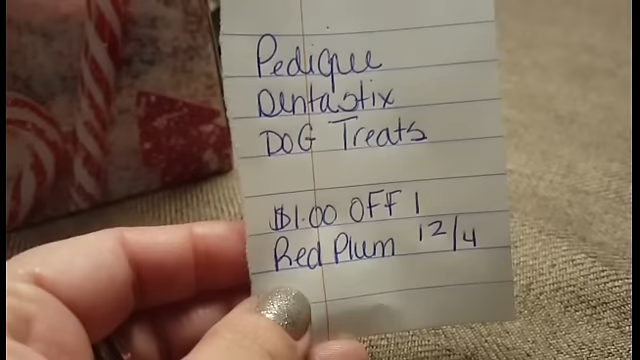 Pedigree
Dentastix
DOG Treats
$1.00 OFF 1
Red Plum 12/4